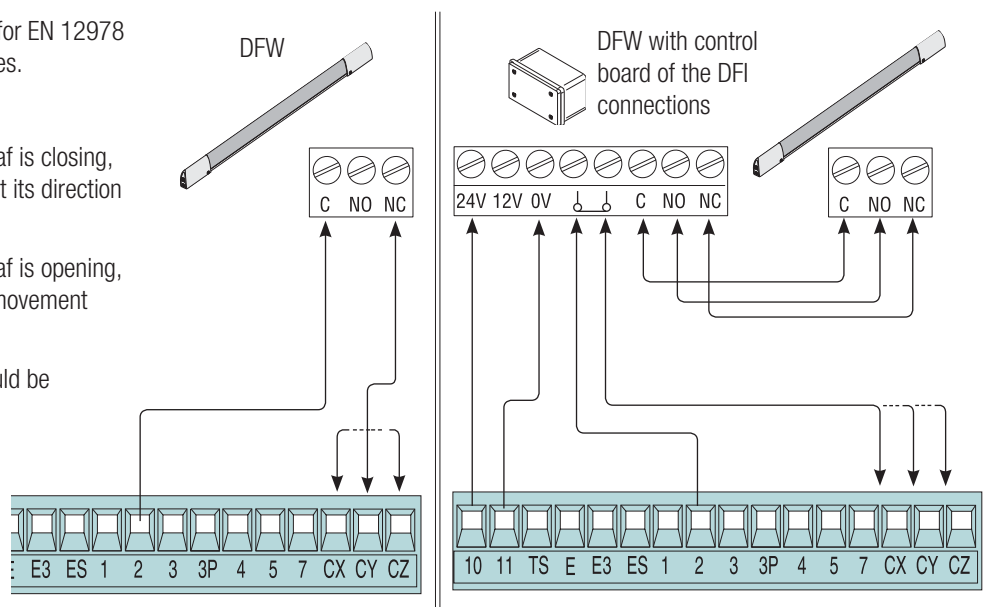 for EN 12978
es.
af is closing,
t its direction
af is opening,
movement
uld be
DFW
C NO NC
E3 ES 1 2 3 3P 4 5 7 CX CY CZ
DFW with control
board of the DFI
connections
24V 12V 0V C NO NC
C NO NC
10 11 TS E E3 ES 1 2 3 3P 4 5 7 CX CY CZ